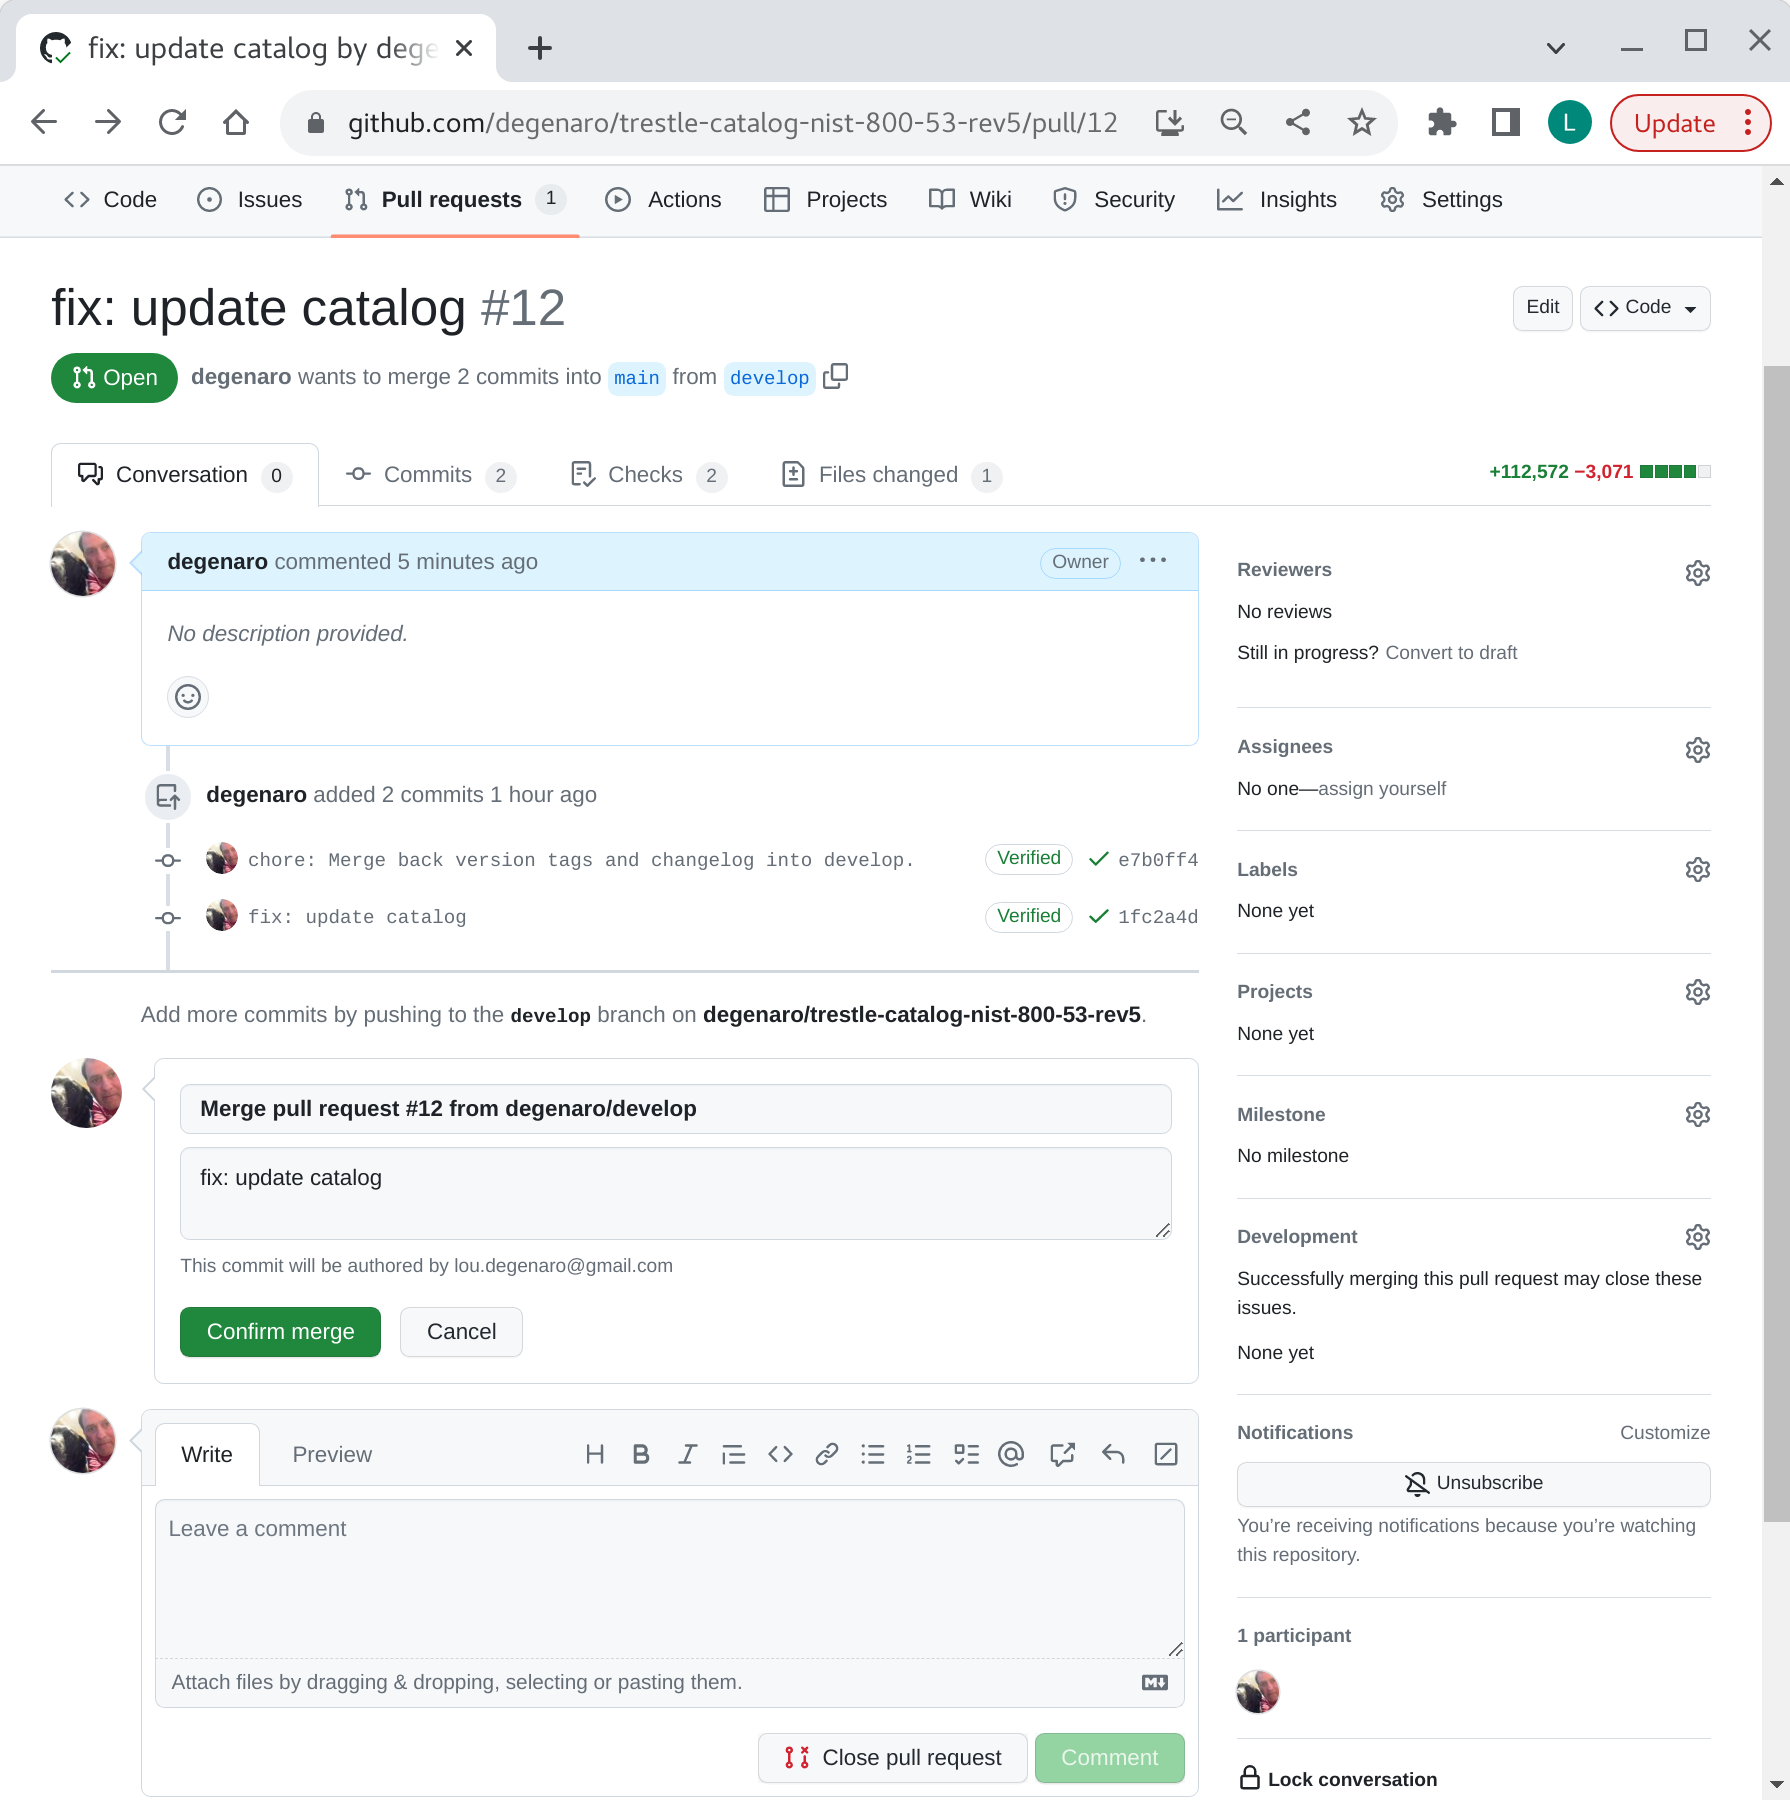 fix: update catalog by dege
github.com/degenaro/trestle-catalog-nist-800-53-rev5/pull/12
L
Update
Code
Issues
Pull requests 1
Actions
Projects
Wiki
Security
Insights
Settings
fix: update catalog #12
Edit
Code
Open
degenaro wants to merge 2 commits into main from develop
Conversation 0
Commits 2
Checks 2
Files changed 1
+112,572 −3,071
degenaro commented 5 minutes ago
Owner
No description provided.
degenaro added 2 commits 1 hour ago
chore: Merge back version tags and changelog into develop.
Verified
e7b0ff4
fix: update catalog
Verified
1fc2a4d
Add more commits by pushing to the develop branch on degenaro/trestle-catalog-nist-800-53-rev5.
Merge pull request #12 from degenaro/develop
fix: update catalog
This commit will be authored by lou.degenaro@gmail.com
Confirm merge
Cancel
Write
Preview
Leave a comment
Attach files by dragging & dropping, selecting or pasting them.
Close pull request
Comment
Reviewers
No reviews
Still in progress? Convert to draft
Assignees
No one—assign yourself
Labels
None yet
Projects
None yet
Milestone
No milestone
Development
Successfully merging this pull request may close these
issues.
None yet
Notifications
Customize
Unsubscribe
You’re receiving notifications because you’re watching
this repository.
1 participant
Lock conversation